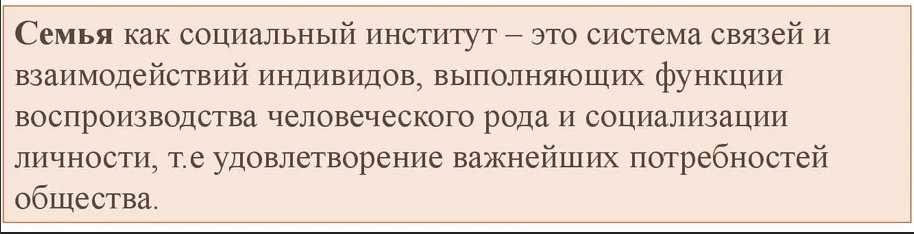 Семья как социальный институт – это система связей и
взаимодействий индивидов, выполняющих функции
воспроизводства человеческого рода и социализации
личности, т.е удовлетворение важнейших потребностей
общества.